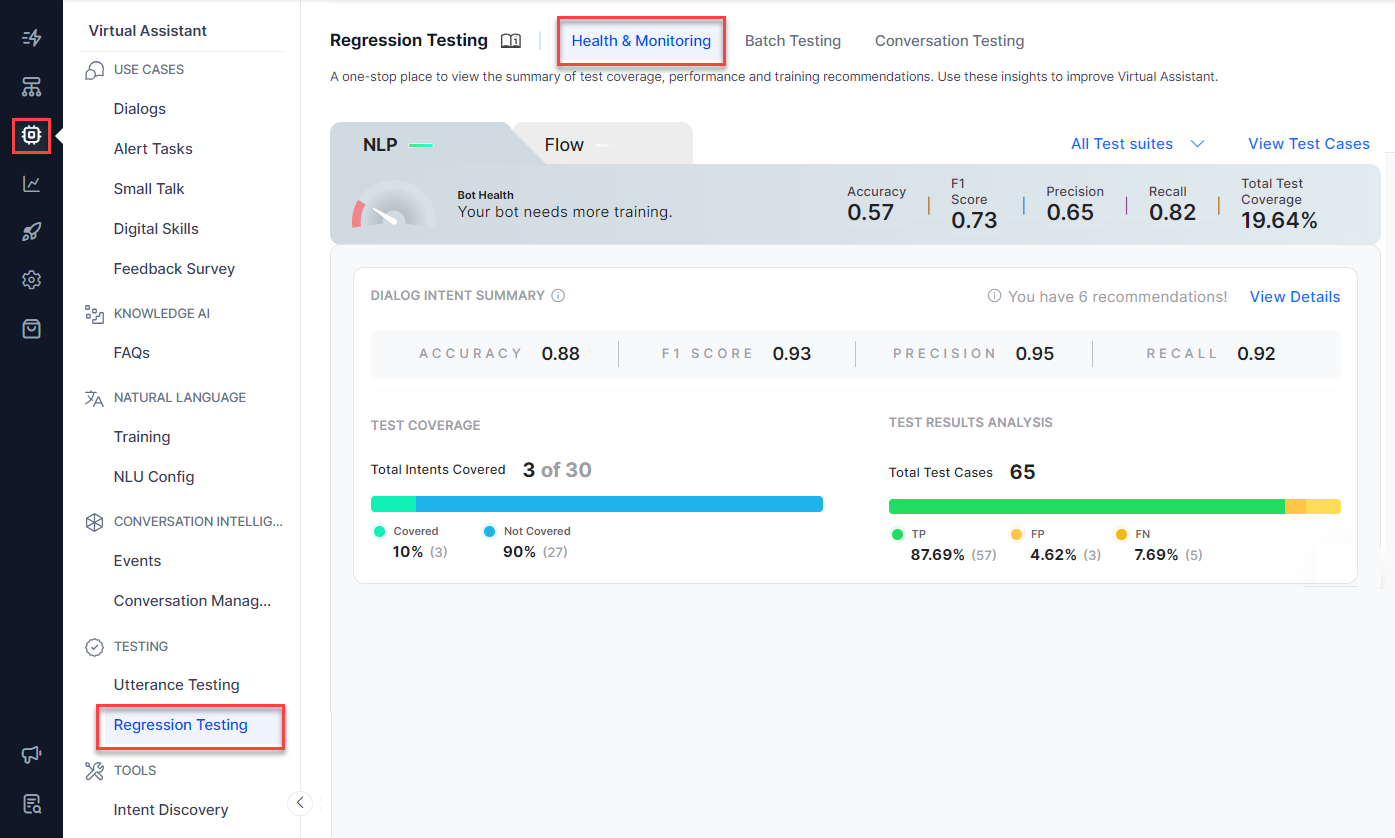 Virtual Assistant
USE CASES
Dialogs
Alert Tasks
Small Talk
Digital Skills
Feedback Survey
KNOWLEDGE AI
FAQs
NATURAL LANGUAGE
Training
NLU Config
CONVERSATION INTELLIG...
Events
Conversation Manag...
TESTING
Utterance Testing
Regression Testing
TOOLS
Intent Discovery
Regression Testing
Health & Monitoring
Batch Testing
Conversation Testing
A one-stop place to view the summary of test coverage, performance and training recommendations. Use these insights to improve Virtual Assistant.
NLP
Flow
All Test suites
View Test Cases
Bot Health
Your bot needs more training.
Accuracy
0.57
F1
Score
0.73
Precision
0.65
Recall
0.82
Total Test
Coverage
19.64%
DIALOG INTENT SUMMARY
You have 6 recommendations!
View Details
ACCURACY 0.88
F1 SCORE 0.93
PRECISION 0.95
RECALL 0.92
TEST COVERAGE
Total Intents Covered 3 of 30
Covered
10% (3)
Not Covered
90% (27)
TEST RESULTS ANALYSIS
Total Test Cases 65
TP
87.69% (57)
FP
4.62% (3)
FN
7.69% (5)